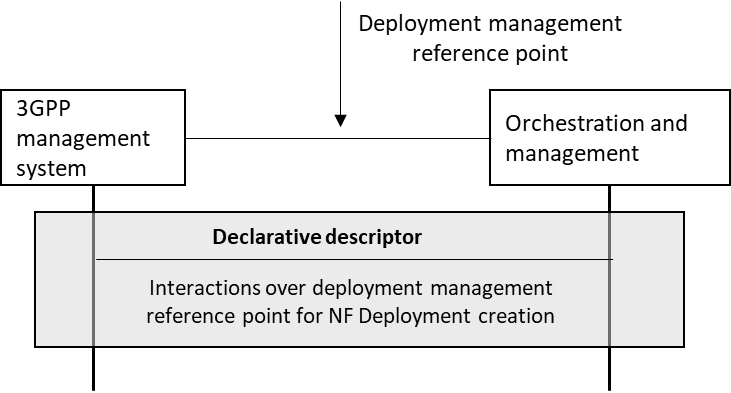 Deployment management
reference point
3GPP
management
system
Orchestration and
management
Declarative descriptor
Interactions over deployment management
reference point for NF Deployment creation